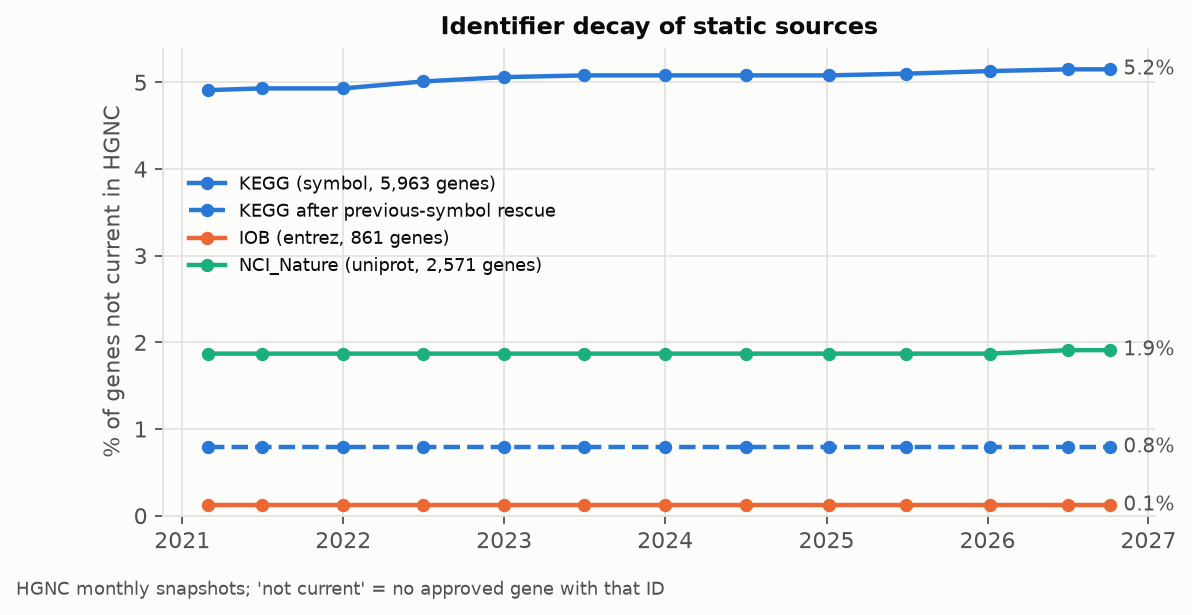 Identifier decay of static sources
% of genes not current in HGNC
5
4
3
2
1
0
5.2%
KEGG (symbol, 5,963 genes)
KEGG after previous-symbol rescue
IOB (entrez, 861 genes)
NCI_Nature (uniprot, 2,571 genes)
1.9%
0.8%
0.1%
2021 2022 2023 2024 2025 2026 2027
HGNC monthly snapshots; 'not current' = no approved gene with that ID